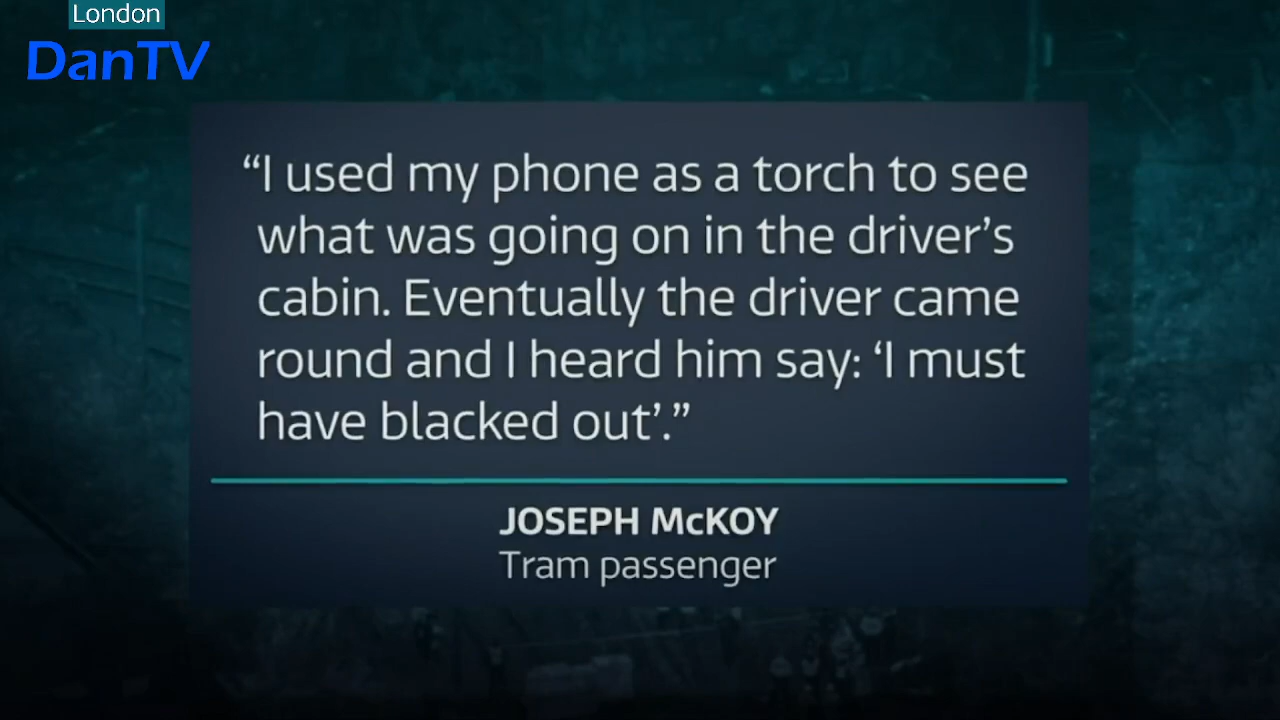 London
DanTV
“I used my phone as a torch to see
what was going on in the driver’s
cabin. Eventually the driver came
round and I heard him say: ‘I must
have blacked out’.”
JOSEPH McKOY
Tram passenger